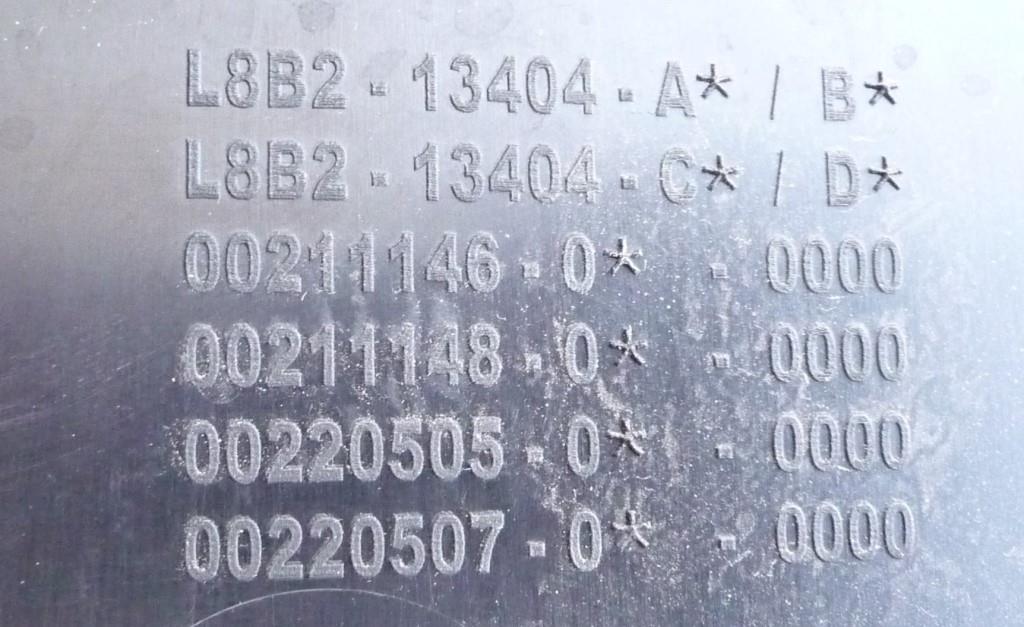 L8B2 - 13404 - A* / B*
L8B2 - 13404 - C* / D*
00211146 - 0* - 0000
00211148 - 0* - 0000
00220505 - 0* - 0000
00220507 - 0* - 0000